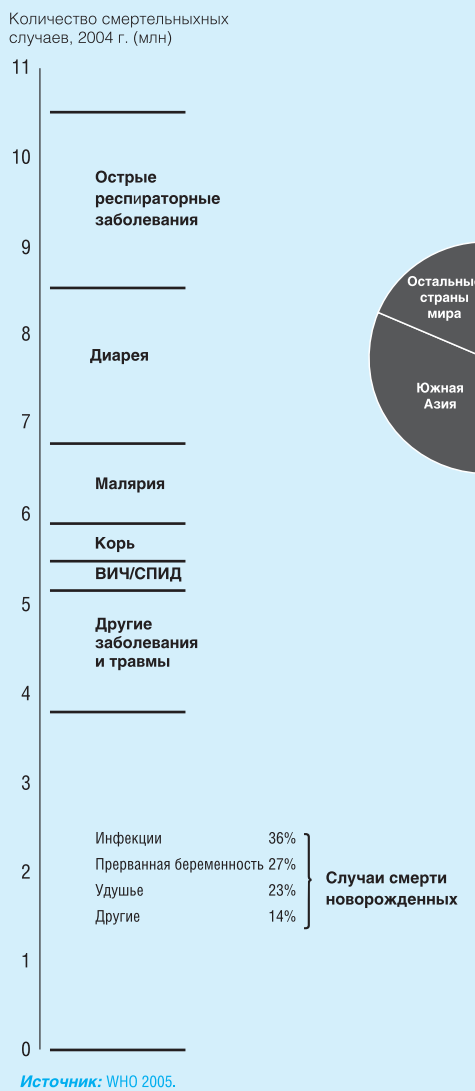 Количество смертельныхных
случаев, 2004 г. (млн)
11
10
Острые
респираторные
заболевания
9
Остальные
страны
мира
8
Диарея
Южная
Азия
7
Малярия
6
Корь
ВИЧ/СПИД
5
Другие
заболевания
и травмы
4
3
Инфекции 36%
Прерванная беременность 27%
2
Удушье 23%
Другие 14%
Случаи смерти
новорожденных
1
0
Источник: WHO 2005.